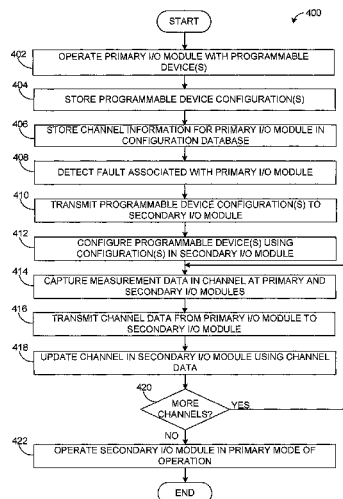 START
400
402
OPERATE PRIMARY I/O MODULE WITH PROGRAMMABLE
DEVICE(S)
404
STORE PROGRAMMABLE DEVICE CONFIGURATION(S)
406
STORE CHANNEL INFORMATION FOR PRIMARY I/O MODULE IN
CONFIGURATION DATABASE
408
DETECT FAULT ASSOCIATED WITH PRIMARY I/O MODULE
410
TRANSMIT PROGRAMMABLE DEVICE CONFIGURATION(S) TO
SECONDARY I/O MODULE
412
CONFIGURE PROGRAMMABLE DEVICE(S) USING
CONFIGURATION(S) IN SECONDARY I/O MODULE
414
CAPTURE MEASUREMENT DATA IN CHANNEL AT PRIMARY AND
SECONDARY I/O MODULES
416
TRANSMIT CHANNEL DATA FROM PRIMARY I/O MODULE TO
SECONDARY I/O MODULE
418
UPDATE CHANNEL IN SECONDARY I/O MODULE USING CHANNEL
DATA
420
MORE
CHANNELS?
YES
NO
422
OPERATE SECONDARY I/O MODULE IN PRIMARY MODE OF
OPERATION
END